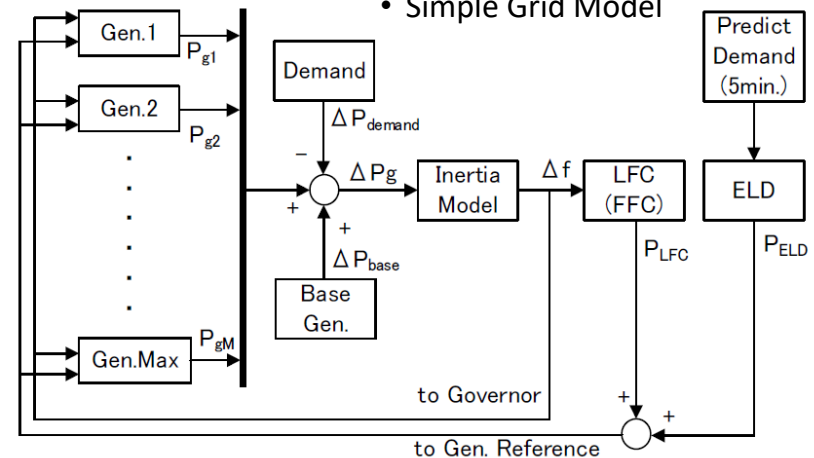 • Simple Grid Model
Gen.1
Pg1
Gen.2
Pg2
Gen.Max
PgM
Demand
ΔPdemand
−
+
+
ΔPg
ΔPbase
Base
Gen.
Inertia
Model
Δf
LFC
(FFC)
PLFC
Predict
Demand
(5min.)
ELD
PELD
+
+
to Governor
to Gen. Reference